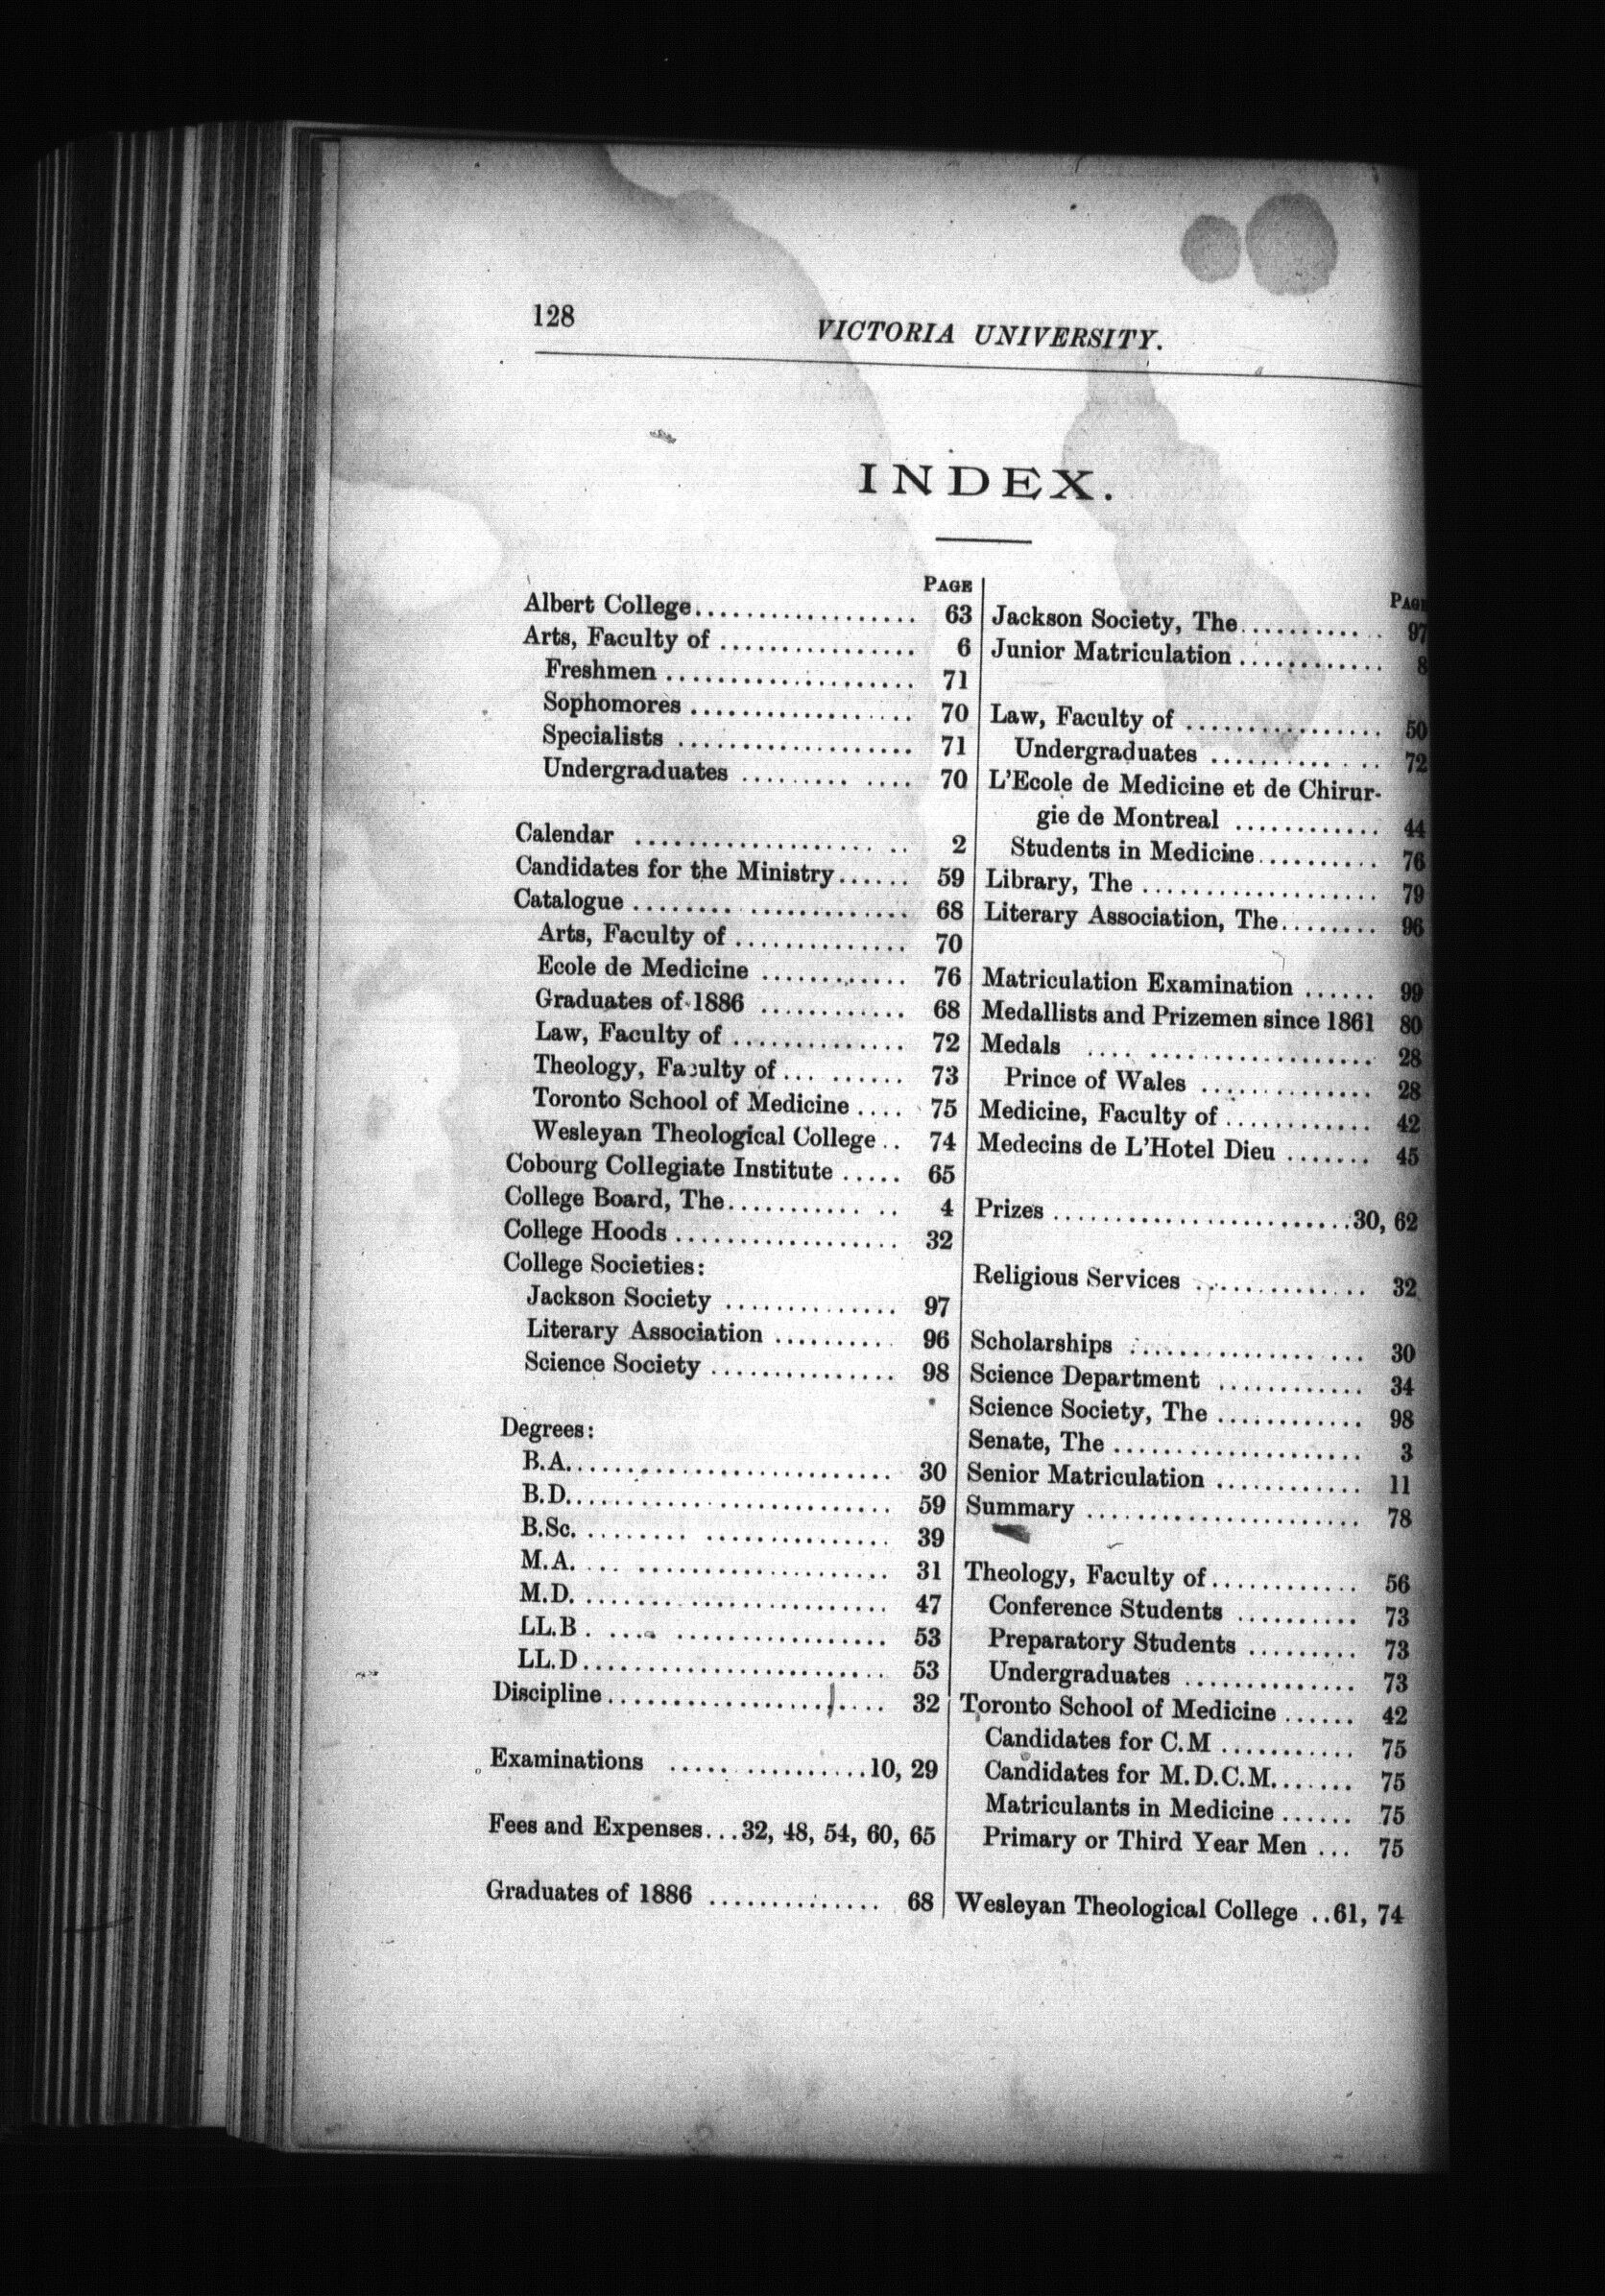 128
VICTORIA UNIVERSITY.
INDEX.
PAGE
Albert College.................. 63
Arts, Faculty of ................ 6
Freshmen .................... 71
Sophomores .................. 70
Specialists ................... 71
Undergraduates ......... .... 70
Calendar ................... .. 2
Candidates for the Ministry...... 59
Catalogue ........ ............. 68
Arts, Faculty of .............. 70
Ecole de Medicine ............ 76
Graduates of 1886 ............ 68
Law, Faculty of .............. 72
Theology, Faculty of... ...... 73
Toronto School of Medicine .... 75
Wesleyan Theological College.. 74
Cobourg Collegiate Institute ..... 65
College Board, The........... .. 4
College Hoods .................. 32
College Societies:
Jackson Society .............. 97
Literary Association .......... 96
Science Society ............... 98
Degrees:
B.A.......................... 30
B.D.......................... 59
B.Sc. ........ ............... 39
M.A. ... .................... 31
M.D. ........................ 47
LL.B . .... ................. 53
LL.D........................ 53
Discipline...................... 32
Examinations ..... ..........10, 29
Fees and Expenses...32, 48, 54, 60, 65
Graduates of 1886 .............. 68
PAGE
Jackson Society, The............ 97
Junior Matriculation ............ 8
Law, Faculty of ................ 50
Undergraduates .............. 72
L'Ecole de Medicine et de Chirur-
gie de Montreal ............ 44
Students in Medicine.......... 76
Library, The ................... 79
Literary Association, The........ 96
Matriculation Examination ...... 99
Medallists and Prizemen since 1861 80
Medals .... .................. 28
Prince of Wales .............. 28
Medicine, Faculty of ............ 42
Medecins de L'Hotel Dieu ....... 45
Prizes ........................30, 62
Religious Services .............. 32
Scholarships ................... 30
Science Department ............ 34
Science Society, The ............ 98
Senate, The .................... 3
Senior Matriculation ............ 11
Summary ...................... 78
Theology, Faculty of............ 56
Conference Students .......... 73
Preparatory Students ......... 73
Undergraduates .............. 73
Toronto School of Medicine ...... 42
Candidates for C.M ........... 75
Candidates for M.D.C.M....... 75
Matriculants in Medicine ...... 75
Primary or Third Year Men ... 75
Wesleyan Theological College ..61, 74